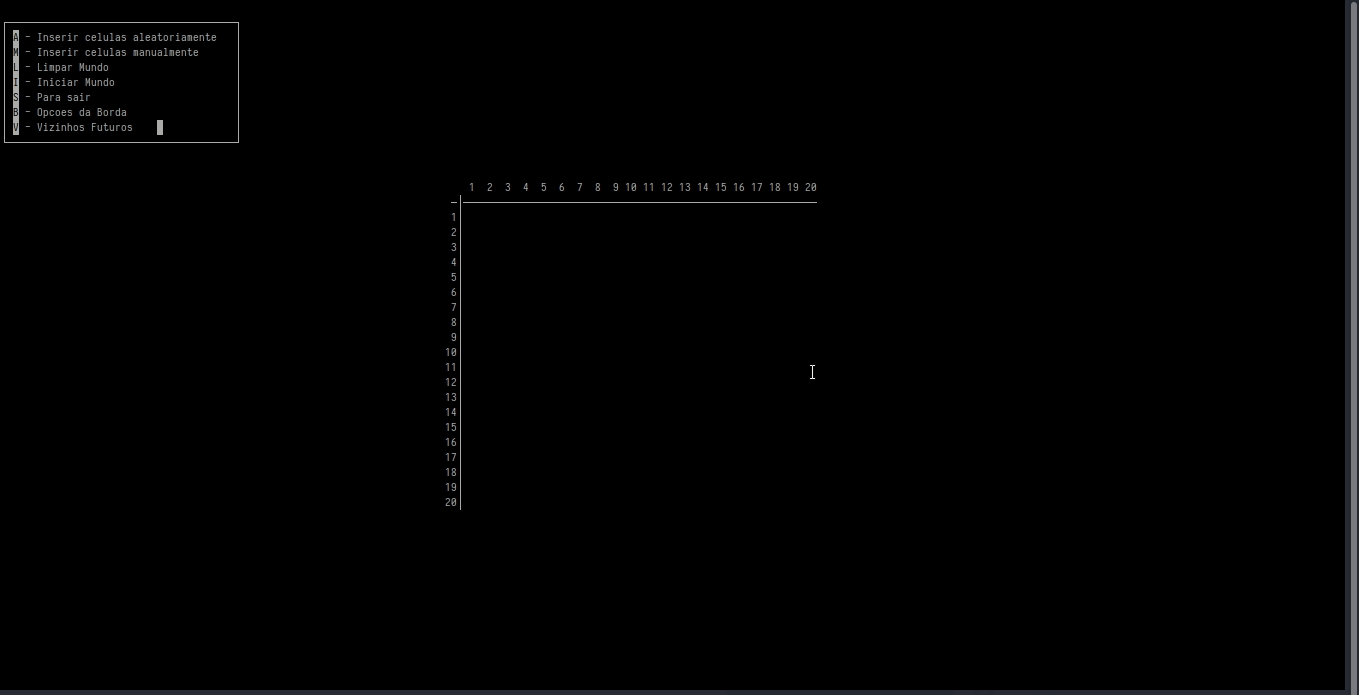 A - Inserir celulas aleatoriamente
M - Inserir celulas manualmente
L - Limpar Mundo
I - Iniciar Mundo
S - Para sair
B - Opcoes da Borda
V - Vizinhos Futuros
1 2 3 4 5 6 7 8 9 10 11 12 13 14 15 16 17 18 19 20
1
2
3
4
5
6
7
8
9
10
11
12
13
14
15
16
17
18
19
20